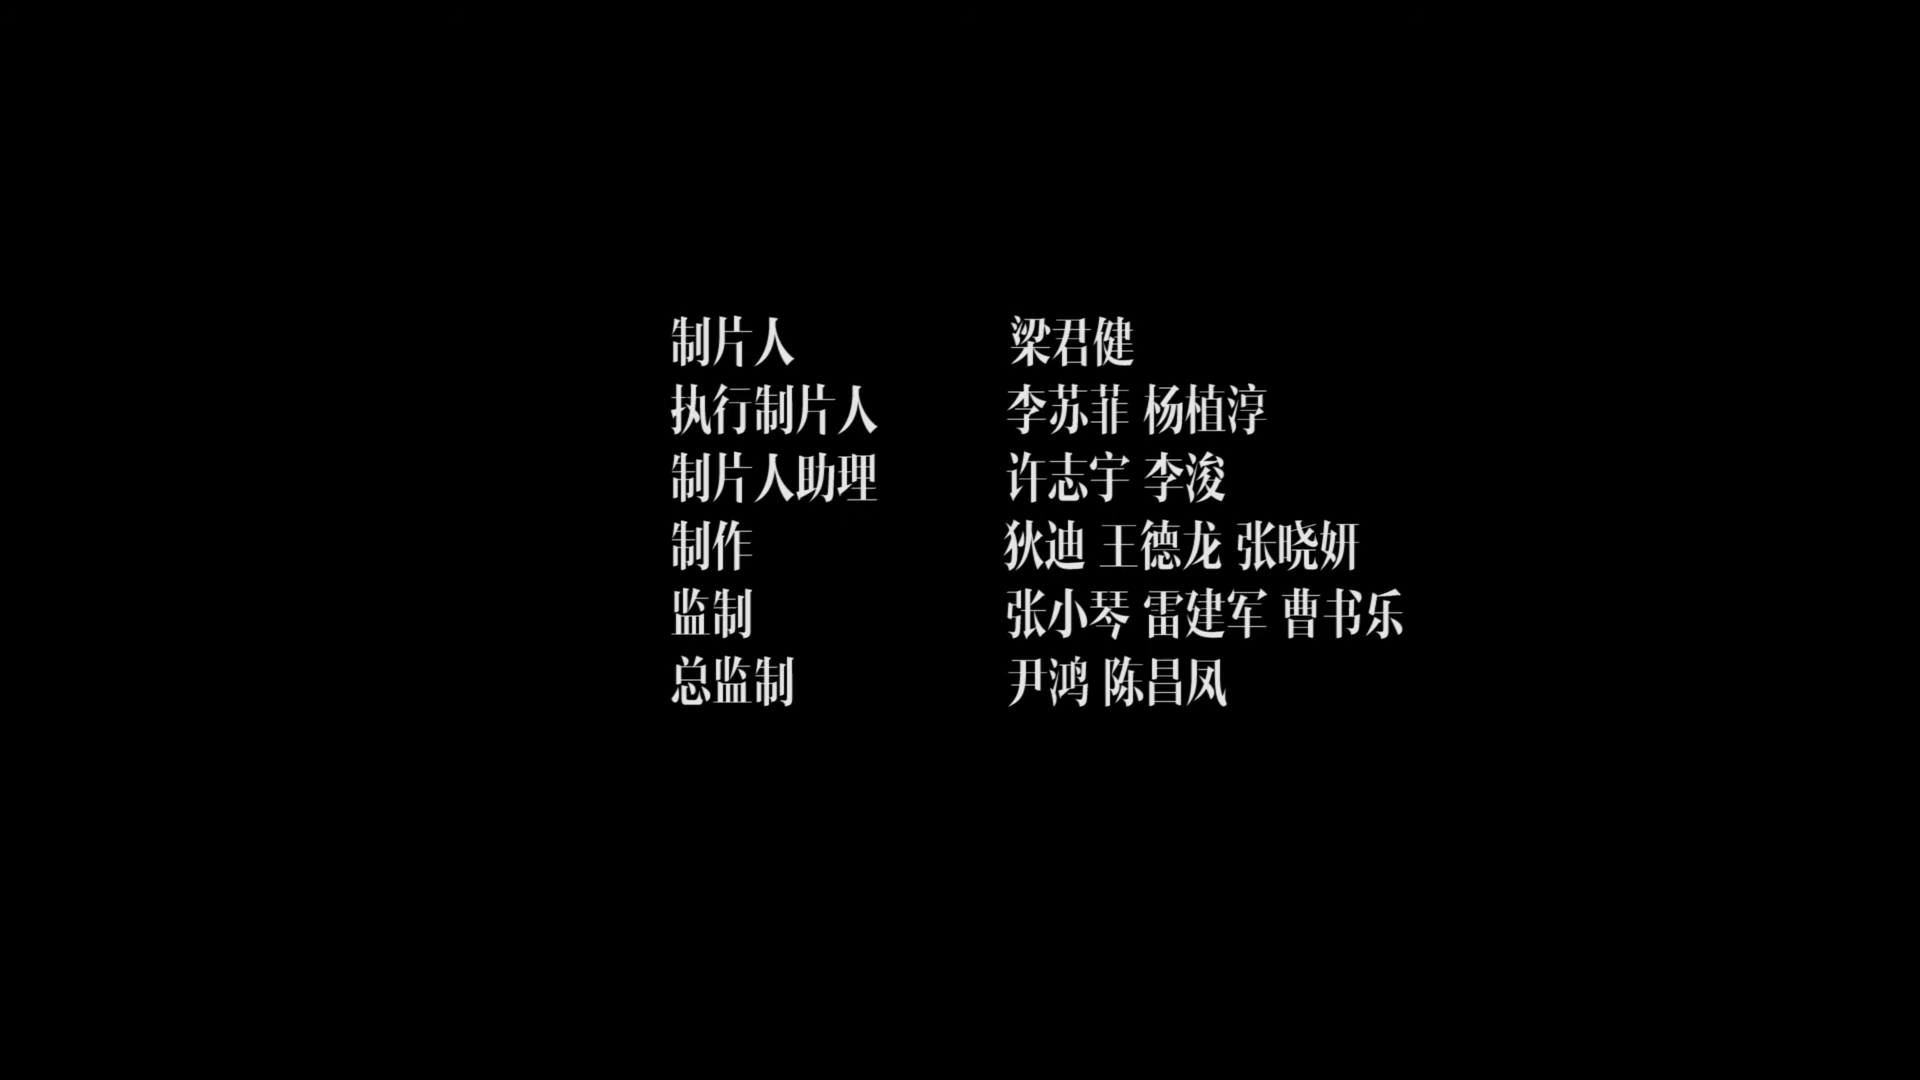 制片人 梁君健
执行制片人 李苏菲 杨植淳
制片人助理 许志宇 李浚
制作 狄迪 王德龙 张晓妍
监制 张小琴 雷建军 曹书乐
总监制 尹鸿 陈昌凤